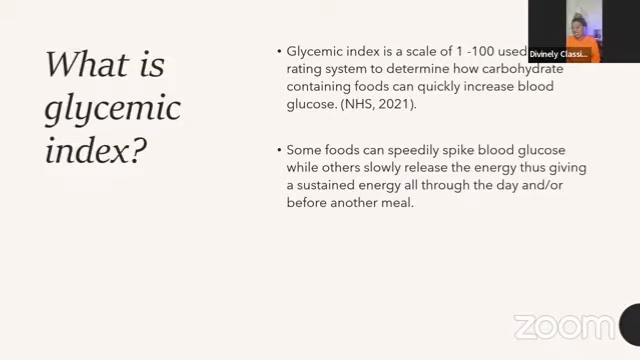 What is
glycemic
index?
• Glycemic index is a scale of 1 -100 used
rating system to determine how carbohydrate
containing foods can quickly increase blood
glucose. (NHS, 2021).
• Some foods can speedily spike blood glucose
while others slowly release the energy thus giving
a sustained energy all through the day and/or
before another meal.
Divinely Classi...
zoom